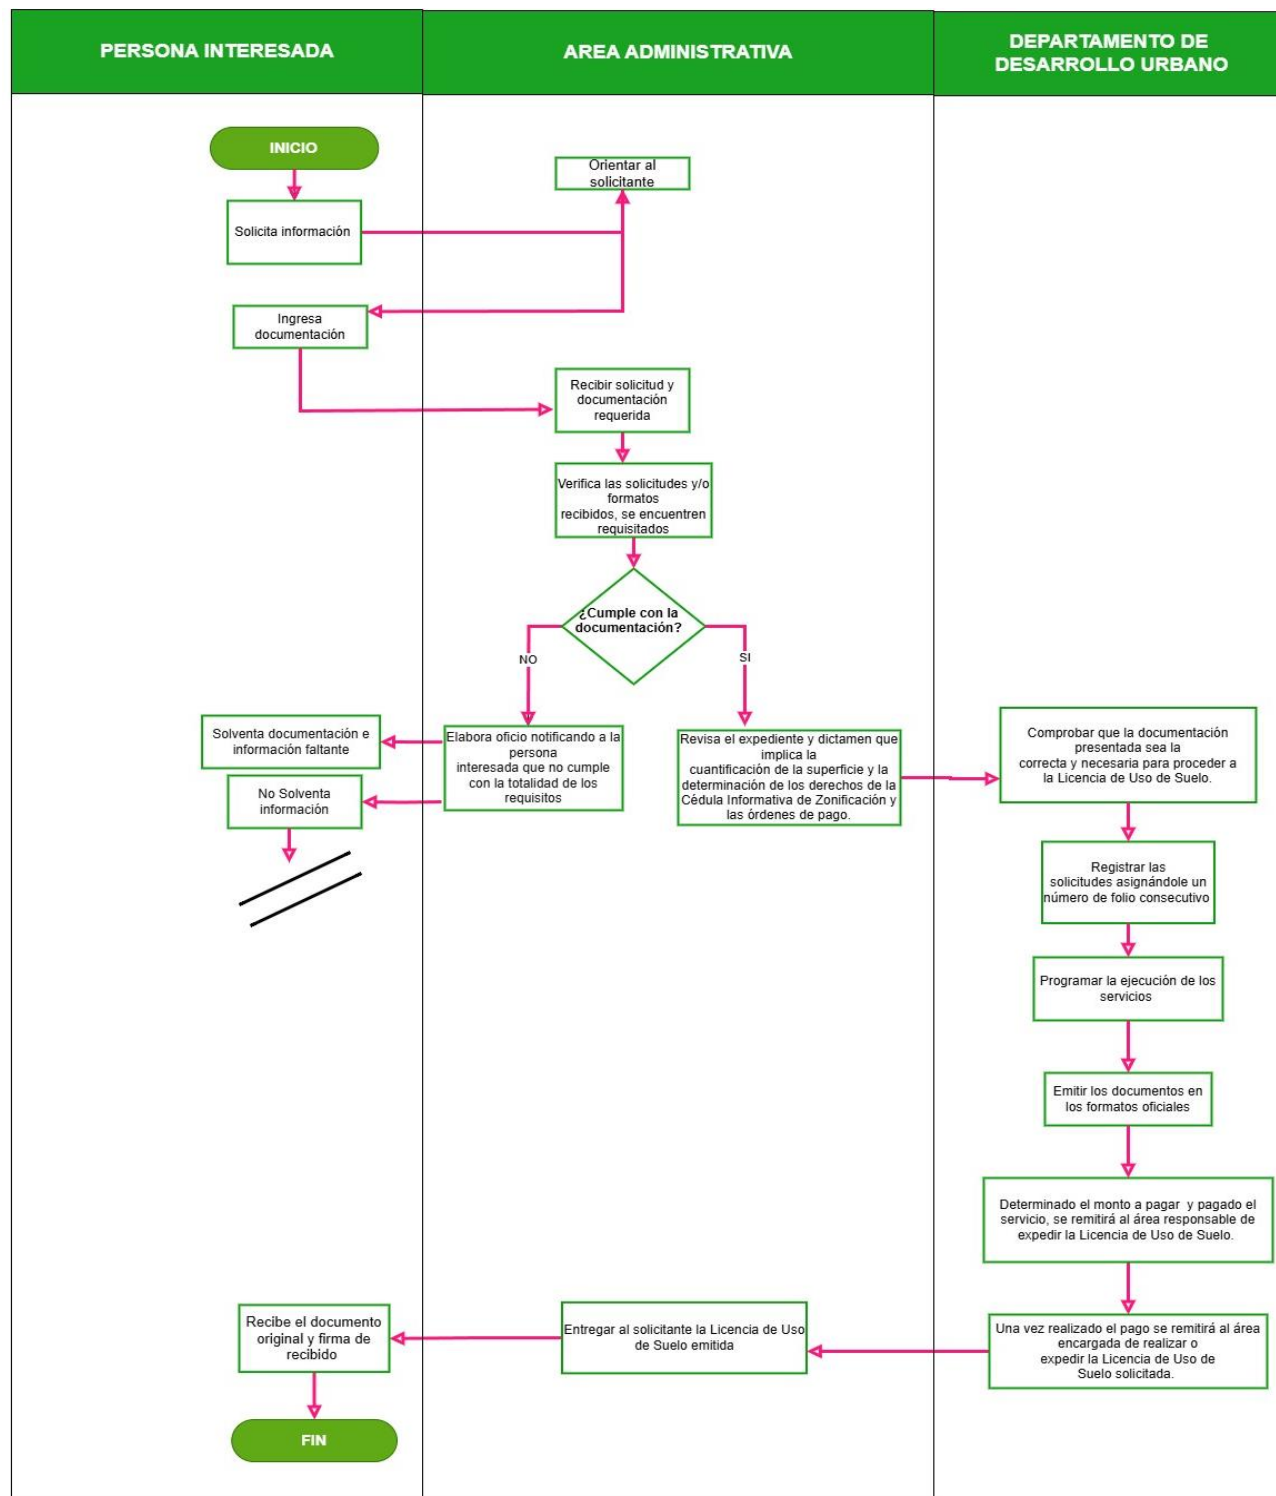 PERSONA INTERESADA
AREA ADMINISTRATIVA
DEPARTAMENTO DE
DESARROLLO URBANO
INICIO
Orientar al
solicitante
Solicita información
Ingresa
documentación
Recibir solicitud y
documentación
requerida
Verifica las solicitudes y/o
formatos
recibidos, se encuentren
requisitados
¿Cumple con la
documentación?
NO
SI
Solventa documentación e
información faltante
No Solventa
información
Elabora oficio notificando a la
persona
interesada que no cumple
con la totalidad de los
requisitos
Revisa el expediente y dictamen que
implica la
cuantificación de la superficie y la
determinación de los derechos de la
Cédula Informativa de Zonificación y
las órdenes de pago.
Comprobar que la documentación
presentada sea la
correcta y necesaria para proceder a
la Licencia de Uso de Suelo.
Registrar las
solicitudes asignándole un
número de folio consecutivo
Programar la ejecución de los
servicios
Emitir los documentos en
los formatos oficiales
Determinado el monto a pagar y pagado el
servicio, se remitirá al área responsable de
expedir la Licencia de Uso de Suelo.
Una vez realizado el pago se remitirá al área
encargada de realizar o
expedir la Licencia de Uso de
Suelo solicitada.
Entregar al solicitante la Licencia de Uso
de Suelo emitida
Recibe el documento
original y firma de
recibido
FIN